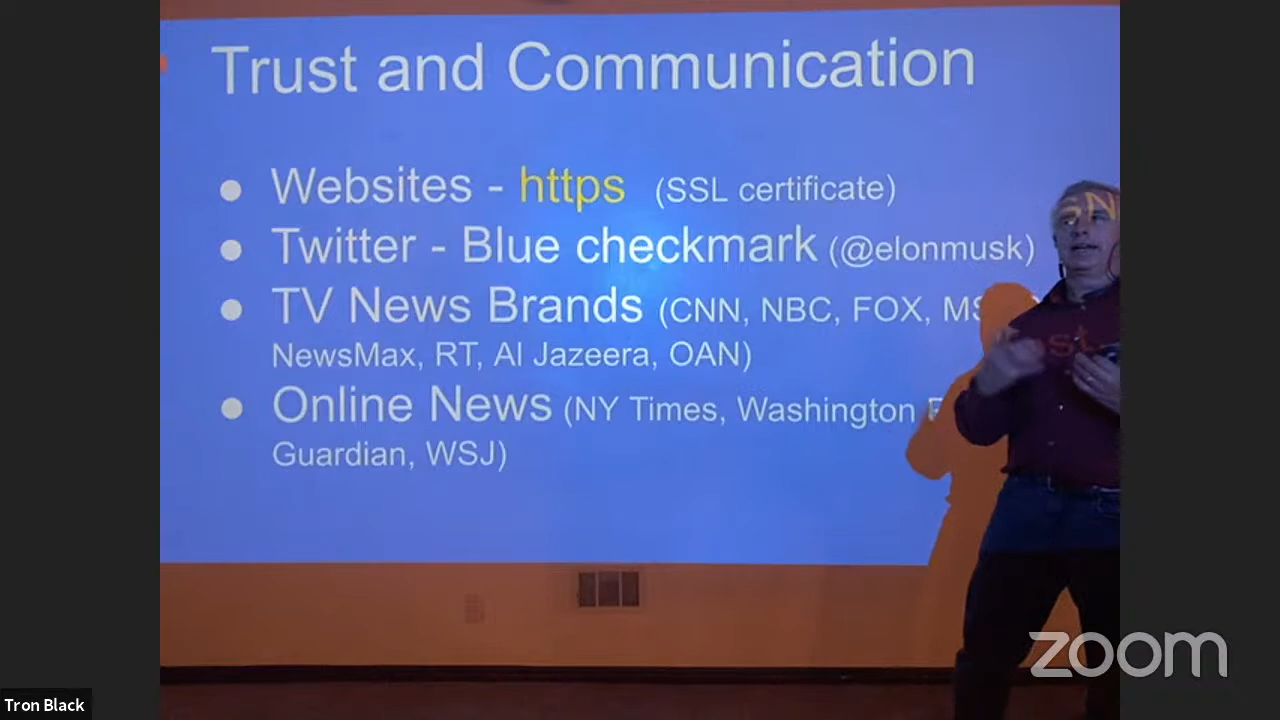 Trust and Communication
● Websites - https (SSL certificate)
● Twitter - Blue checkmark (@elonmusk)
● TV News Brands (CNN, NBC, FOX,
NewsMax, RT, Al Jazeera, OAN)
● Online News (NY Times, Washington
Guardian, WSJ)
zoom
Tron Black